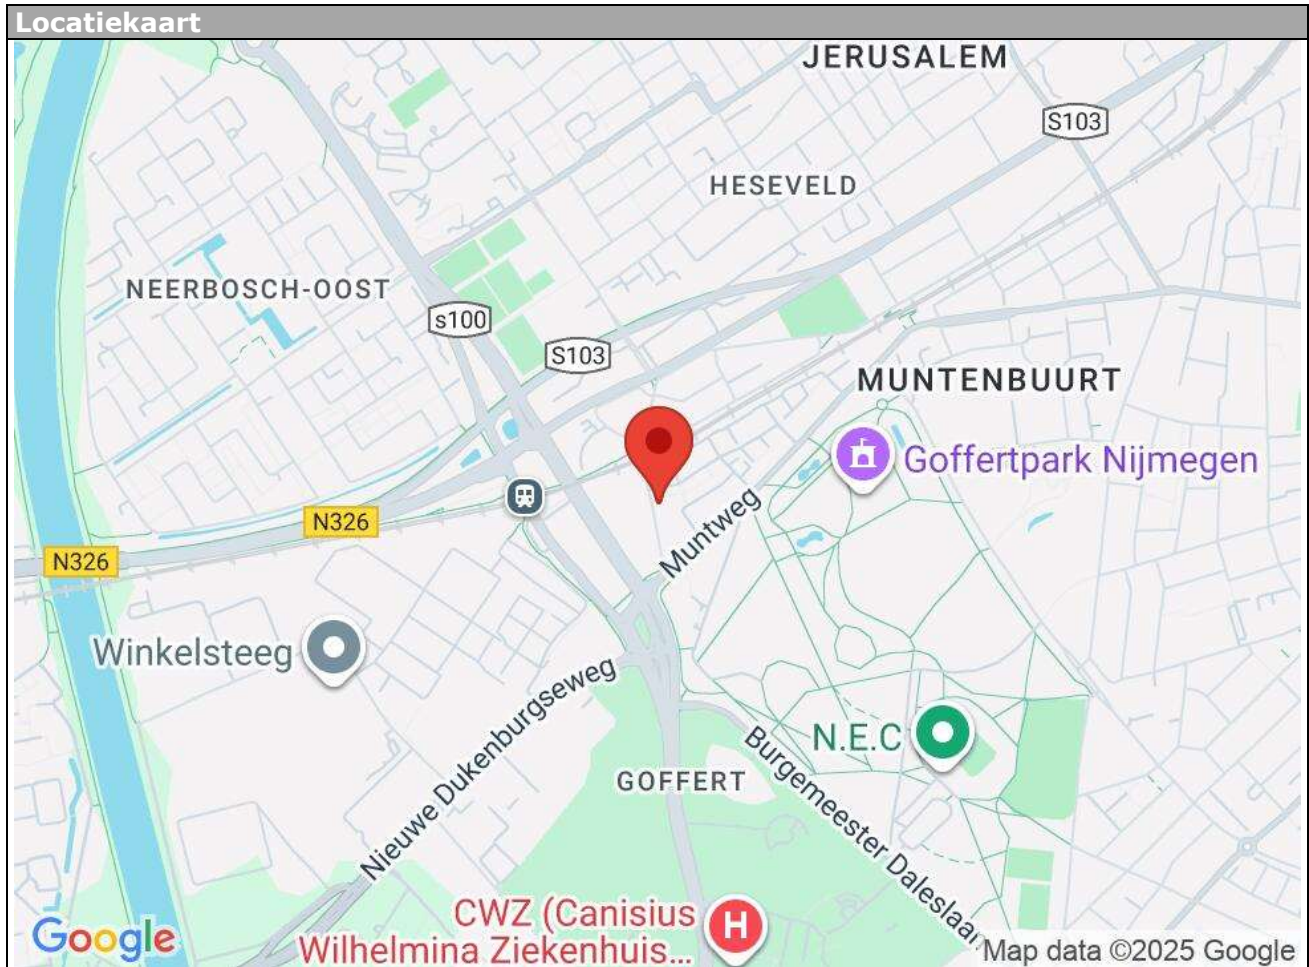 Locatiekaart
JERUSALEM
S103
HESEVELD
NEERBOSCH-OOST
s100
S103
MUNTENBUURT
Goffertpark Nijmegen
Muntweg
N326
N326
Winkelsteeg
Nieuwe Dukenburgseweg
N.E.C
Burgemeester Daleslaan
GOFFERT
CWZ (Canisius
Wilhelmina Ziekenhuis...
H
Google
Map data ©2025 Google